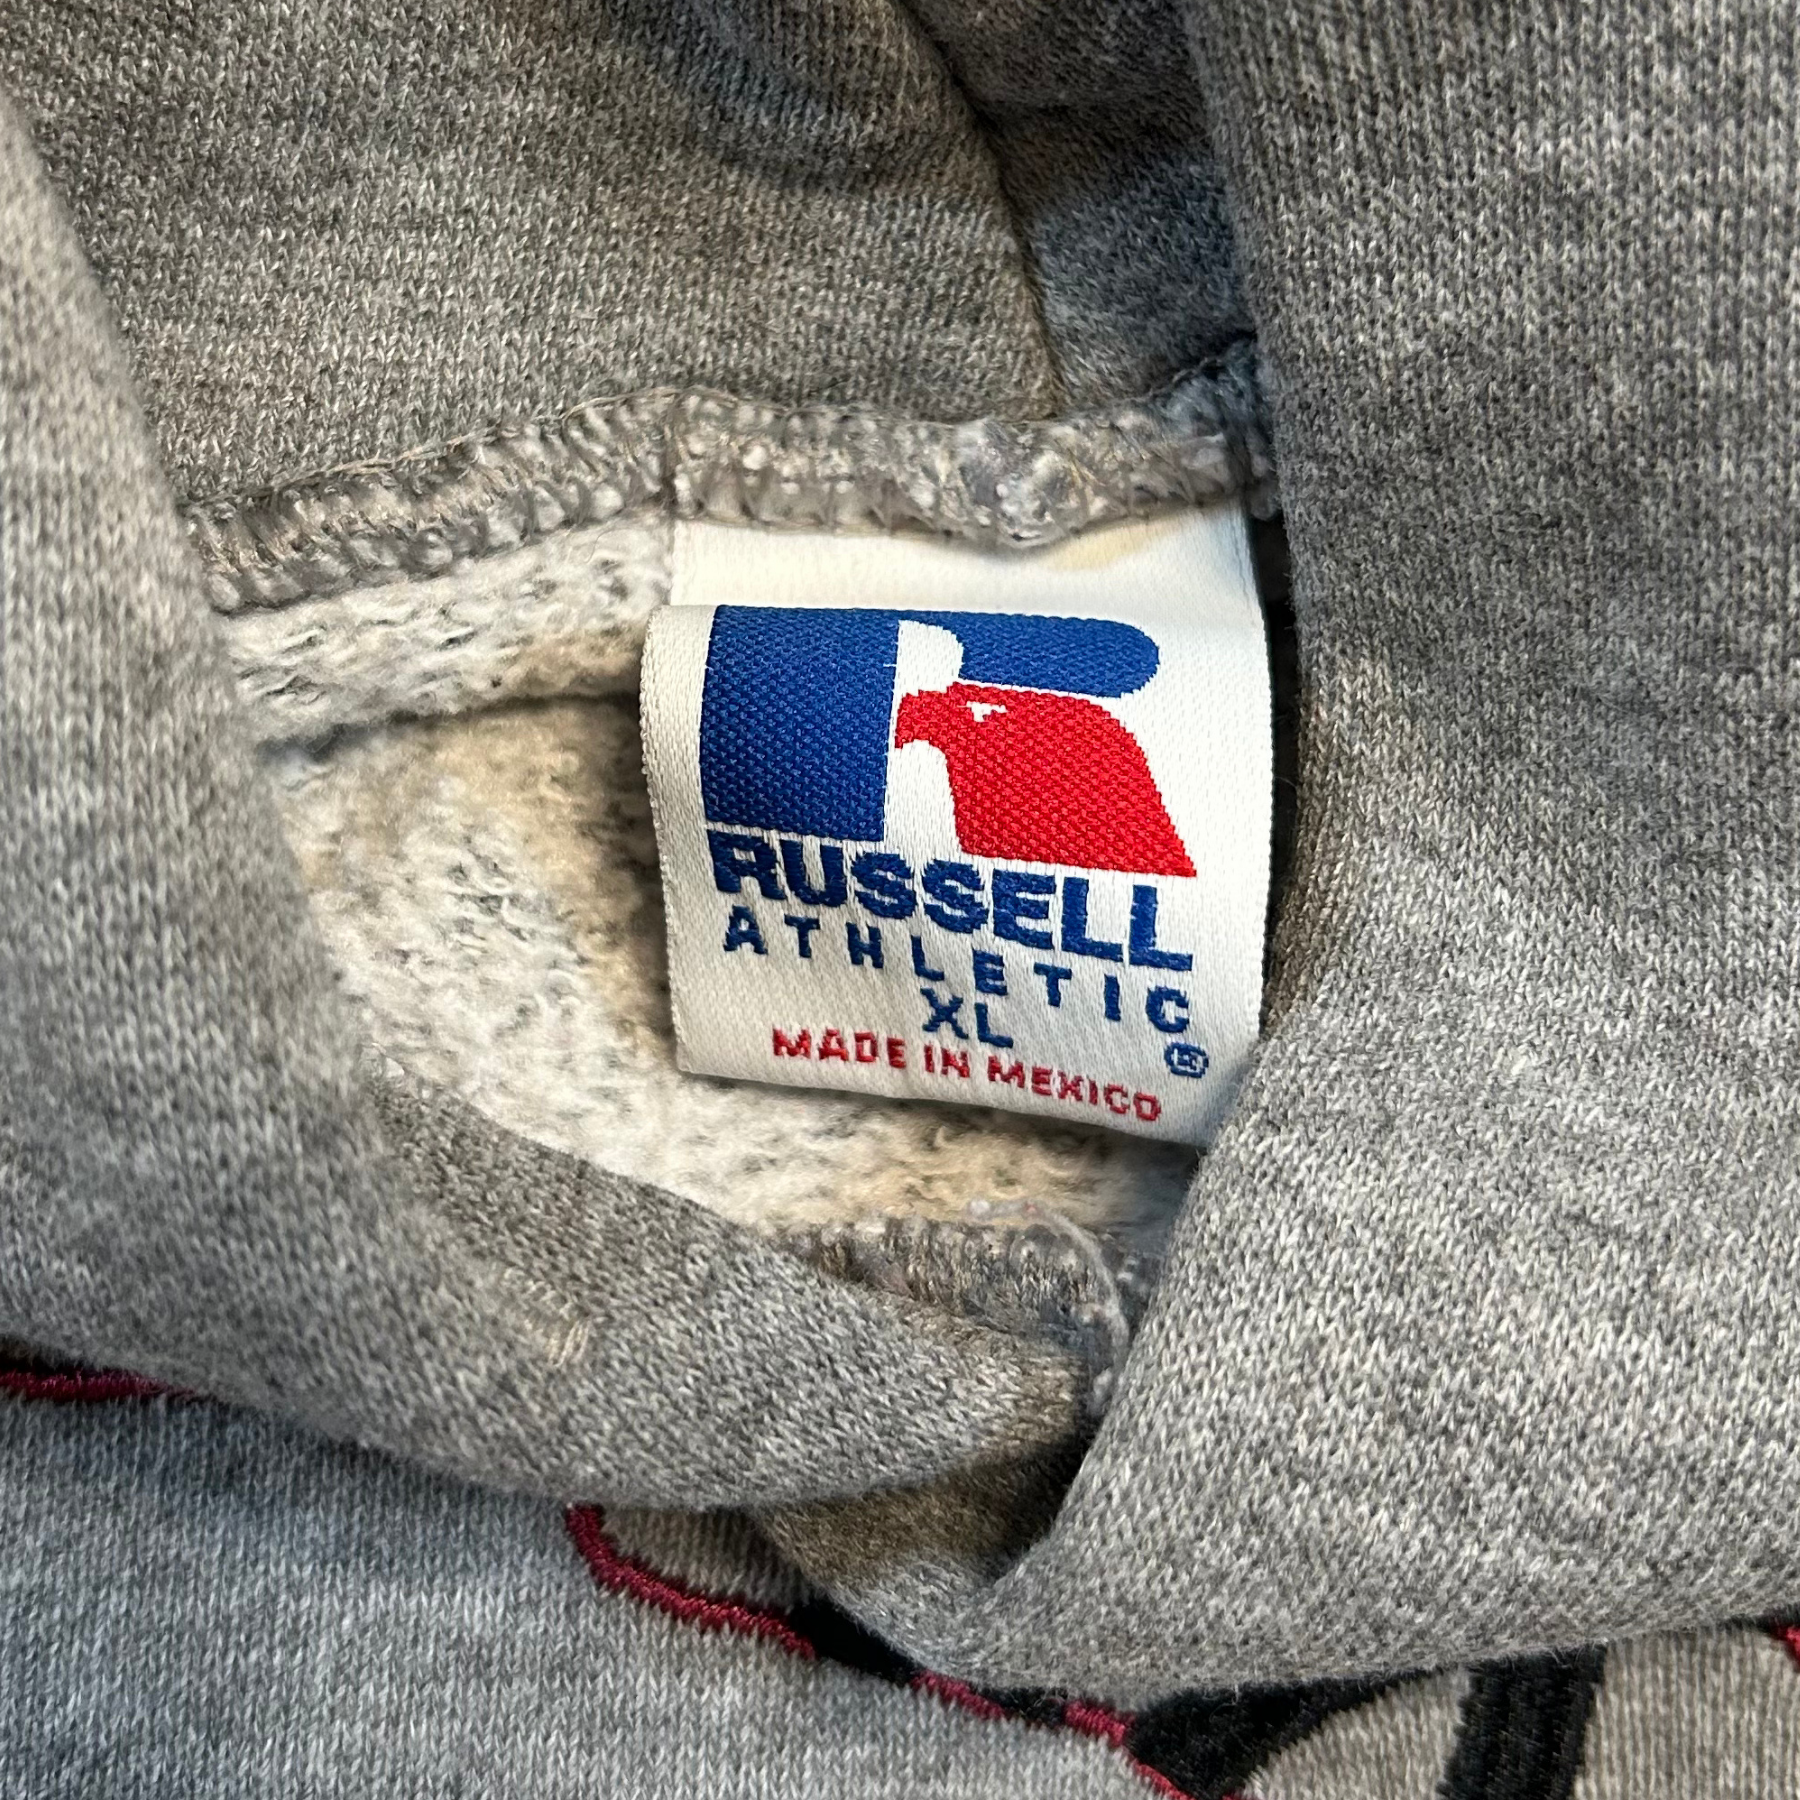 RUSSELL
ATHLETIC
XL
®
MADE IN MEXICO